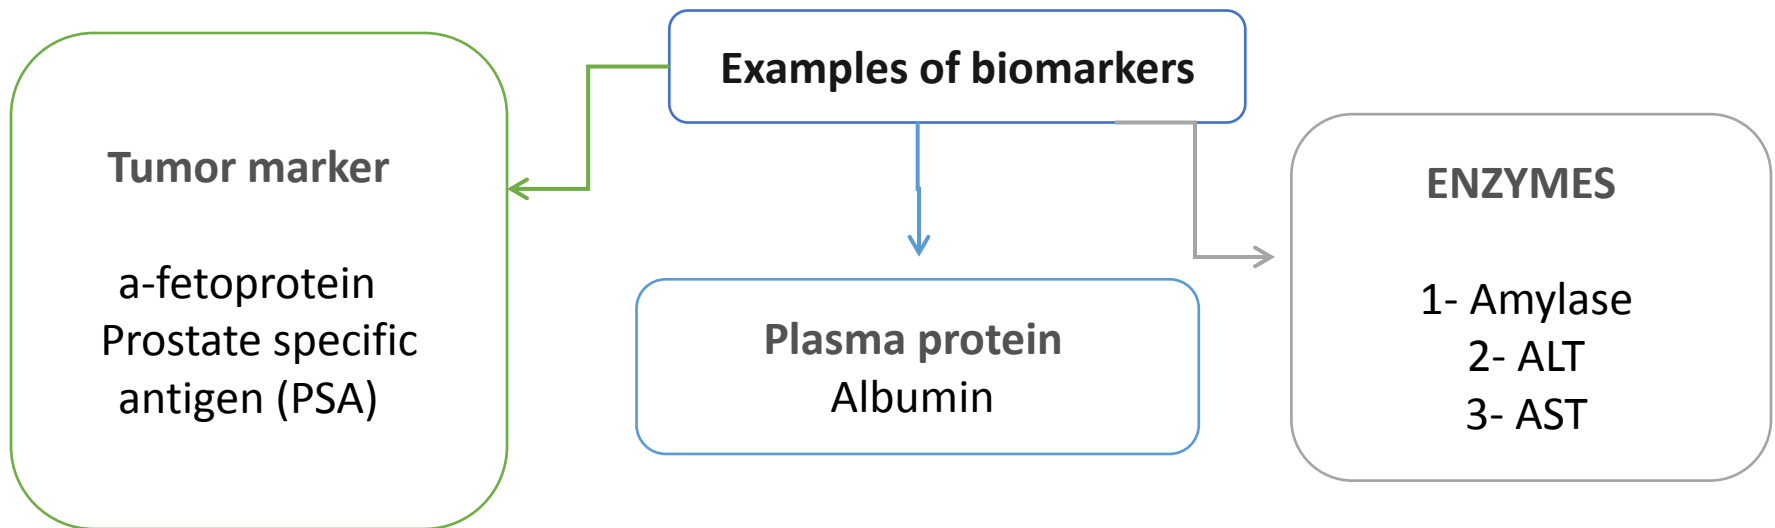 Examples of biomarkers
Tumor marker
a-fetoprotein
Prostate specific
antigen (PSA)
Plasma protein
Albumin
ENZYMES
1- Amylase
2- ALT
3- AST